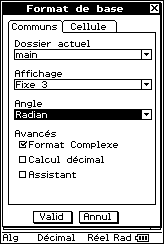 Format de base
Communs
Cellule
Dossier actuel
main
Affichage
Fixe 3
Angle
Radian
Avancés
Format Complexe
Calcul décimal
Assistant
Valid
Annul
Alg Décimal Réel Rad